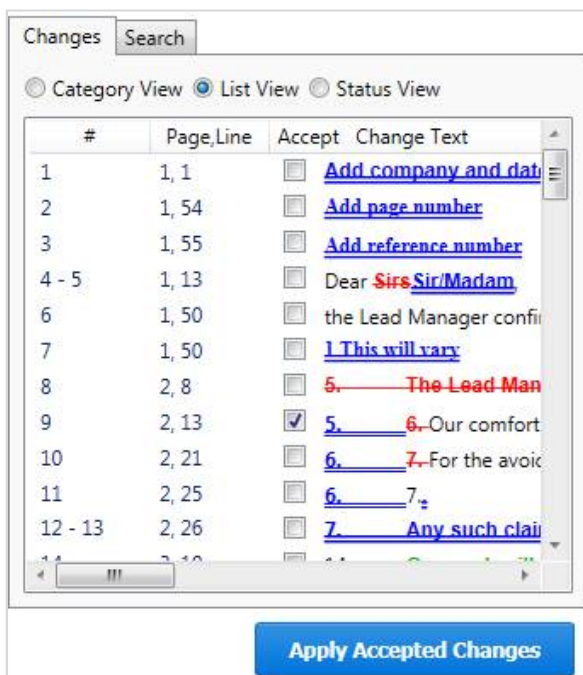 Changes Search
Category View List View Status View
# Page,Line Accept Change Text
1 1, 1 Add company and date
2 1, 54 Add page number
3 1, 55 Add reference number
4 - 5 1, 13 Dear Sirs Sir/Madam,
6 1, 50 the Lead Manager confi
7 1, 50 1 This will vary
8 2, 8 5. The Lead Man
9 2, 13 5. 6. Our comfort
10 2, 21 6. 7. For the avoid
11 2, 25 6. 7.
12 - 13 2, 26 7. Any such clai
Apply Accepted Changes